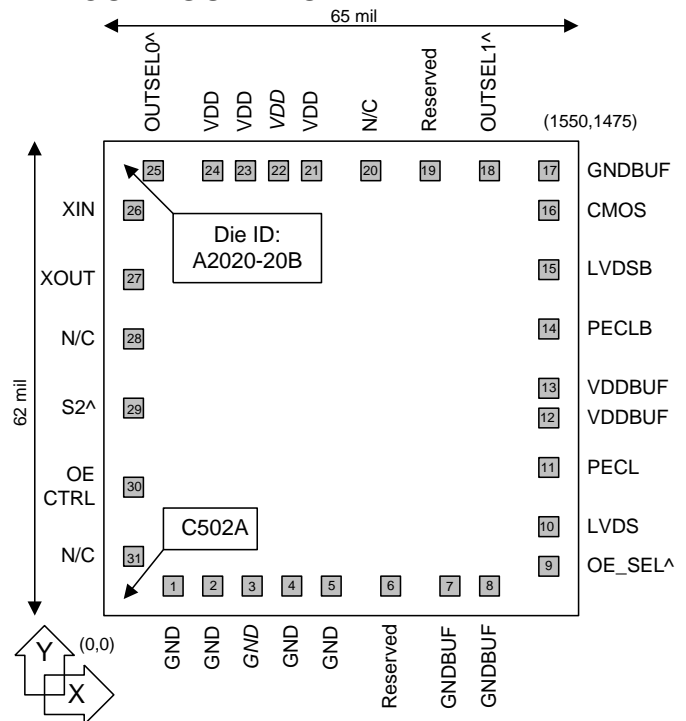 65 mil
OUTSEL0^
VDD
VDD
VDD
VDD
N/C
Reserved
OUTSEL1^
(1550,1475)
25
24
23
22
21
20
19
18
17
GNDBUF
XIN
26
16
CMOS
Die ID:
A2020-20B
XOUT
27
15
LVDSB
N/C
28
14
PECLB
62 mil
13
VDDBUF
S2^
29
12
VDDBUF
OE
CTRL
30
11
PECL
C502A
10
LVDS
N/C
31
9
OE_SEL^
1
2
3
4
5
6
7
8
(0,0)
GND
GND
GND
GND
GND
Reserved
GNDBUF
GNDBUF
Y
X